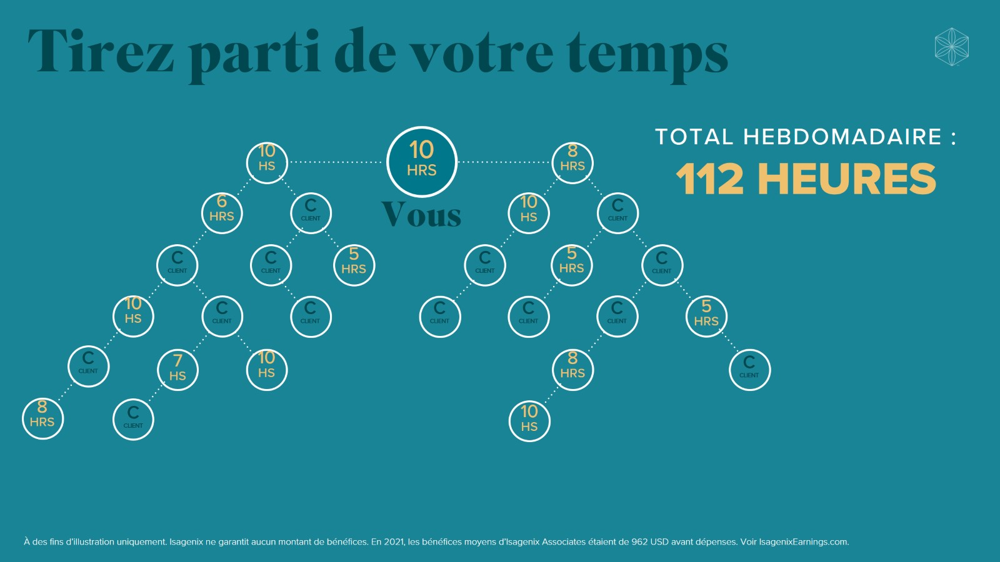 Tirez parti de votre temps
TOTAL HEBDOMADAIRE :
112 HEURES
10
HS
10
HRS
8
HRS
Vous
6
HRS
C
CLIENT
10
HS
C
CLIENT
C
CLIENT
C
CLIENT
5
HRS
C
CLIENT
5
HRS
C
CLIENT
10
HS
C
CLIENT
C
CLIENT
C
CLIENT
C
CLIENT
C
CLIENT
5
HRS
C
CLIENT
7
HS
10
HS
8
HRS
C
CLIENT
8
HRS
C
CLIENT
10
HS
À des fins d'illustration uniquement. Isagenix ne garantit aucun montant de bénéfices. En 2021, les bénéfices moyens d'Isagenix Associates étaient de 962 USD avant dépenses. Voir IsagenixEarnings.com.